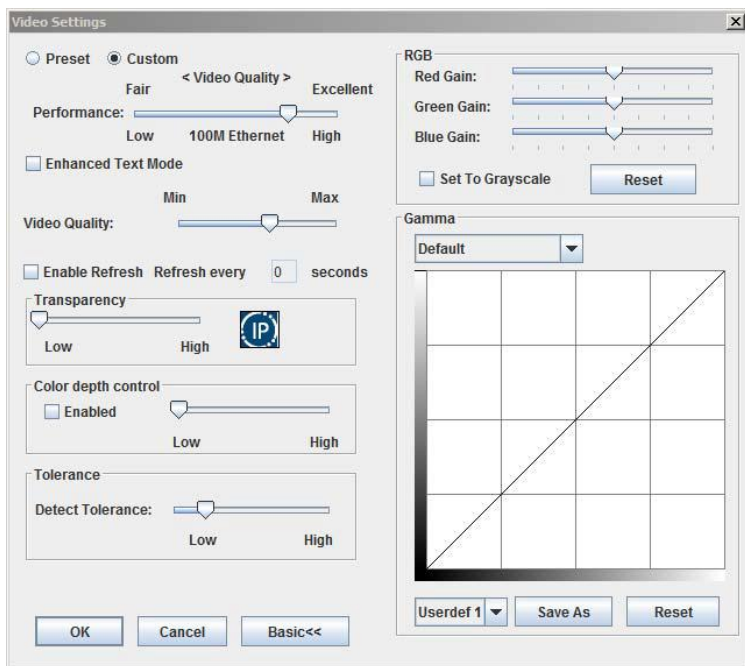 Video Settings
Preset Custom
< Video Quality >
Fair Excellent
Performance:
Low 100M Ethernet High
Enhanced Text Mode
Min Max
Video Quality:
Enable Refresh Refresh every 0 seconds
Transparency
IP
Low High
Color depth control
Enabled
Low High
Tolerance
Detect Tolerance:
Low High
OK Cancel Basic<<
RGB
Red Gain:
Green Gain:
Blue Gain:
Set To Grayscale Reset
Gamma
Default
Userdef 1 Save As Reset